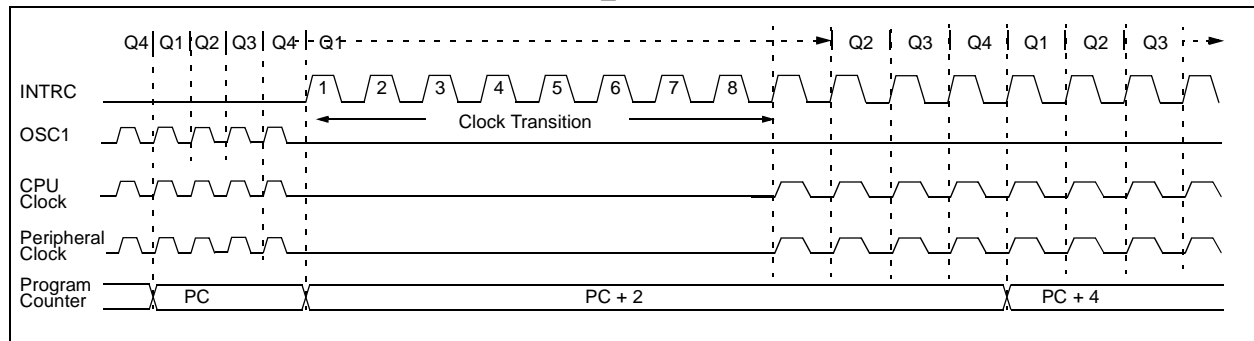 Q4 Q1 Q2 Q3 Q4 Q1 Q2 Q3 Q4 Q1 Q2 Q3
INTRC 1 2 3 4 5 6 7 8
Clock Transition
OSC1
CPU
Clock
Peripheral
Clock
Program
Counter PC PC + 2 PC + 4